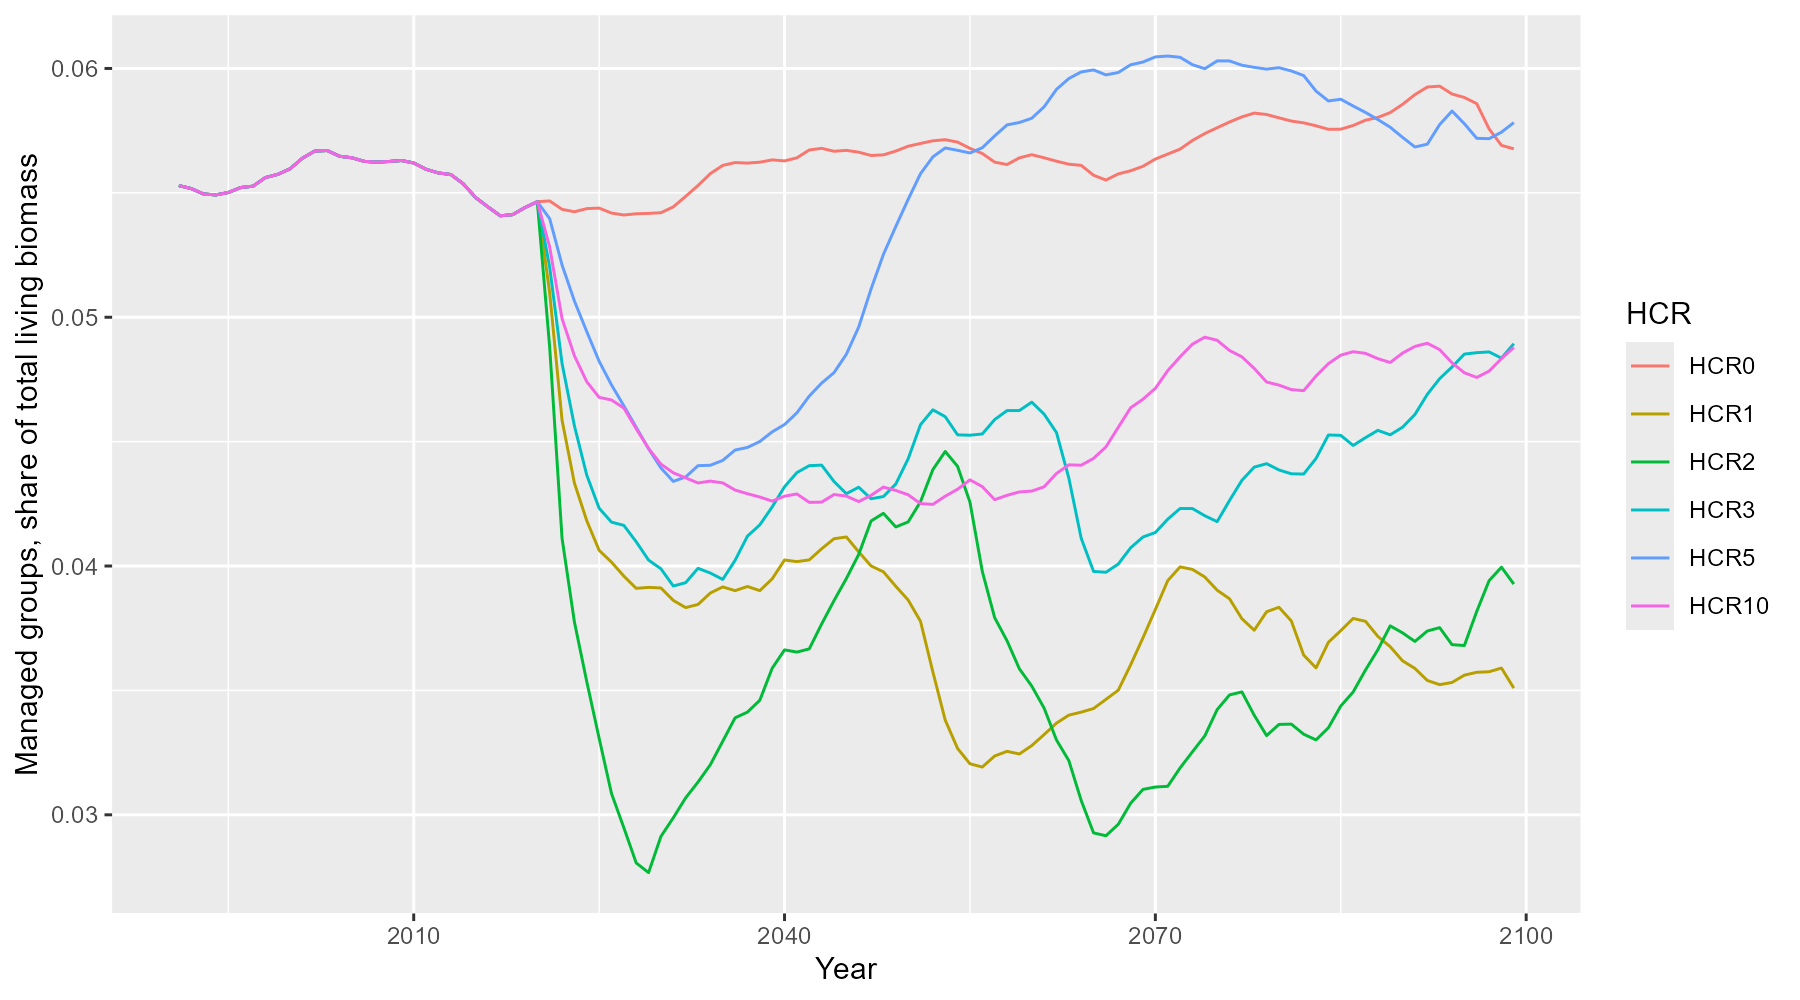 Managed groups, share of total living biomass
0.06
0.05
0.04
0.03
2010
2040
2070
2100
Year
HCR
HCR0
HCR1
HCR2
HCR3
HCR5
HCR10